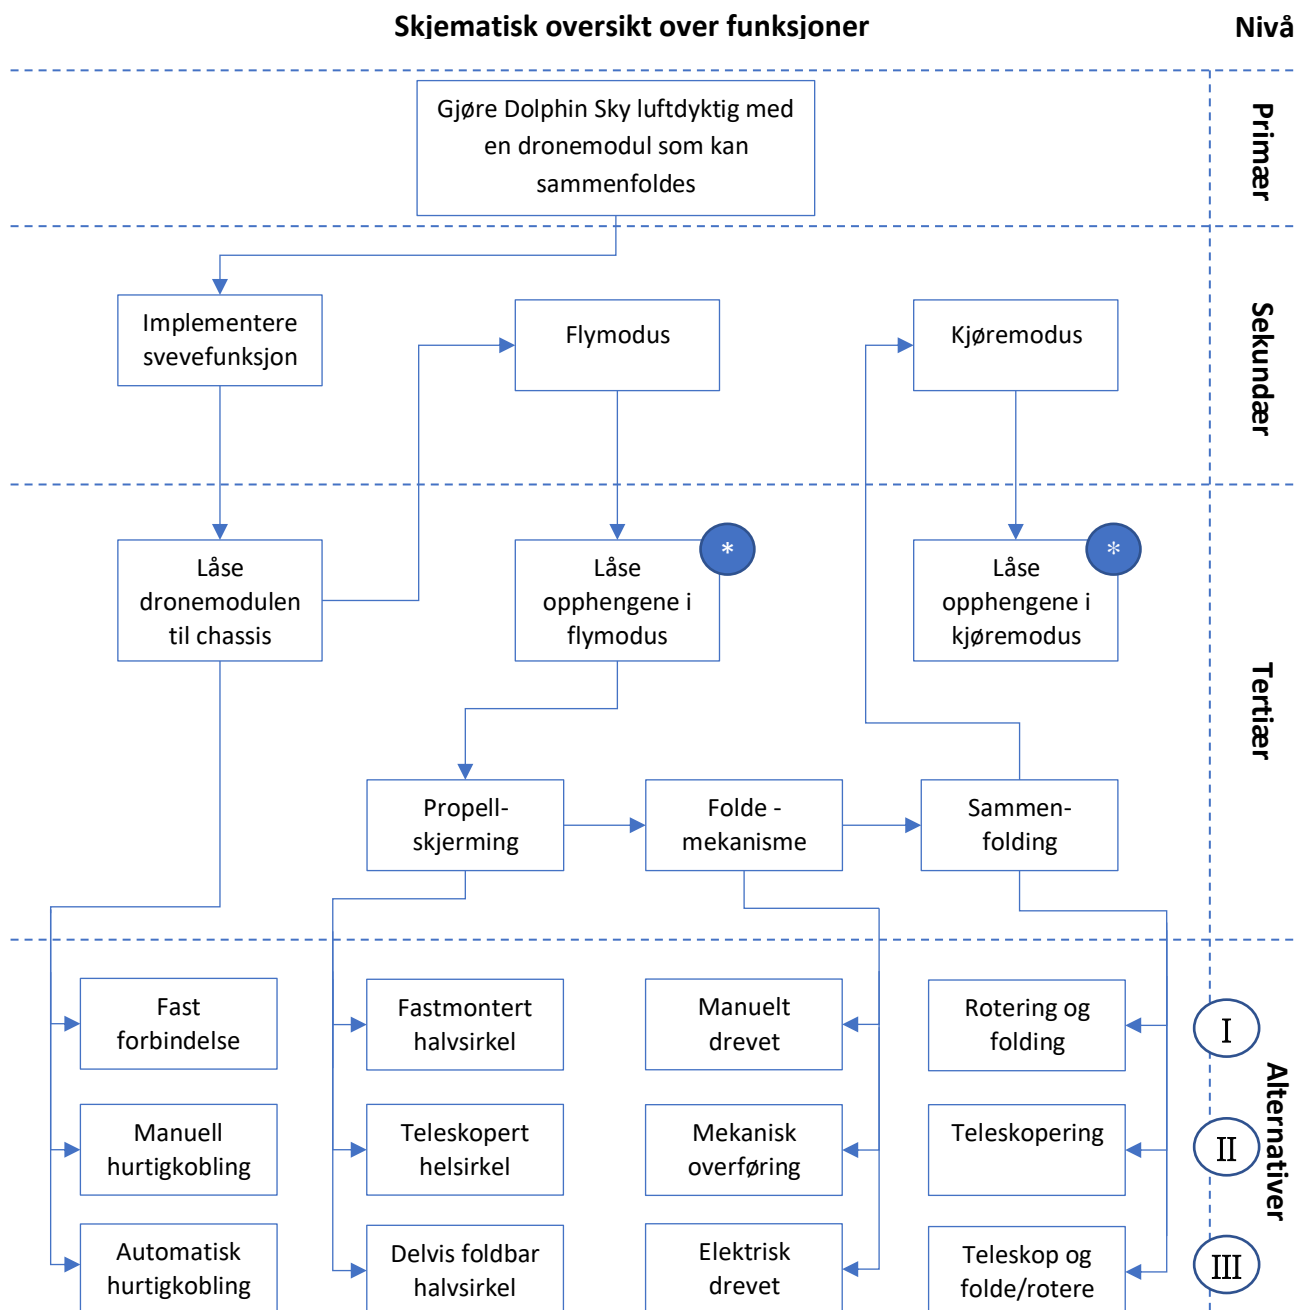 Skjematisk oversikt over funksjoner
Nivå
Gjøre Dolphin Sky luftdyktig med
en dronemodul som kan
sammenfoldes
Primær
Implementere
svevefunksjon
Flymodus
Kjøremodus
Sekundær
Låse
dronemodulen
til chassis
Låse
opphengene i
flymodus
*
Låse
opphengene i
kjøremodus
*
Tertiær
Propell-
skjerming
Folde -
mekanisme
Sammen-
folding
Fast
forbindelse
Fastmontert
halvsirkel
Manuelt
drevet
Rotering og
folding
I
Manuell
hurtigkobling
Teleskopert
helsirkel
Mekanisk
overføring
Teleskopering
II
Alternativer
Automatisk
hurtigkobling
Delvis foldbar
halvsirkel
Elektrisk
drevet
Teleskop og
folde/rotere
III